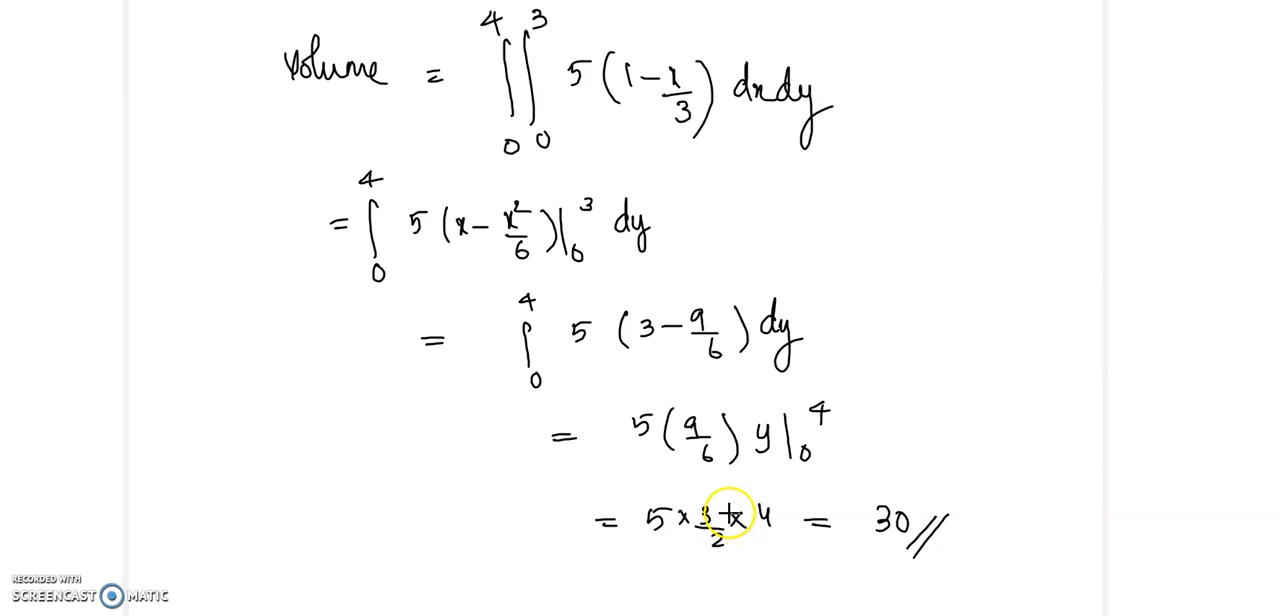 Volume = ∫₀⁴ ∫₀³ 5 (1 - x/3) dx dy
= ∫₀⁴ 5 (x - x²/6) |₀³ dy
= ∫₀⁴ 5 (3 - 9/6) dy
= 5 (9/6) y |₀⁴
= 5 × 3/2 × 4 = 30 //
RECORDED WITH
SCREENCAST MATIC